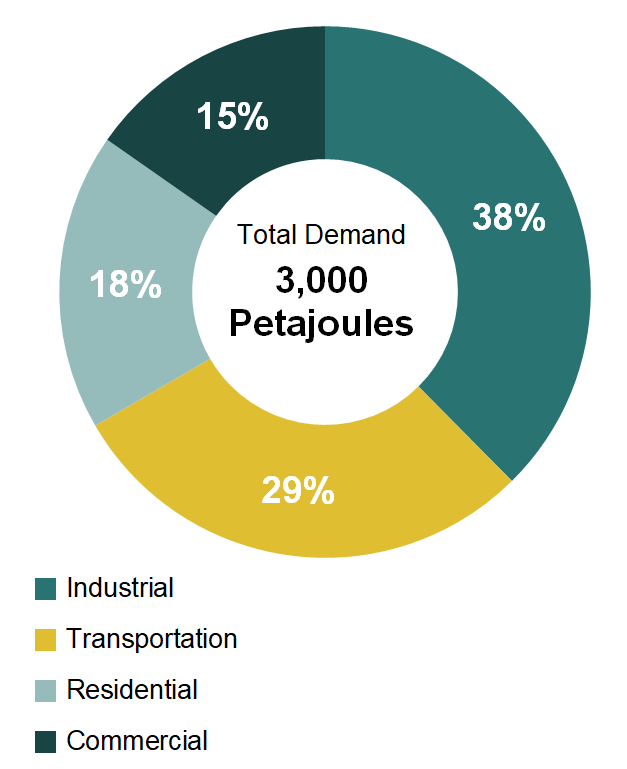 15%
38%
Total Demand
3,000
Petajoules
18%
29%
Industrial
Transportation
Residential
Commercial